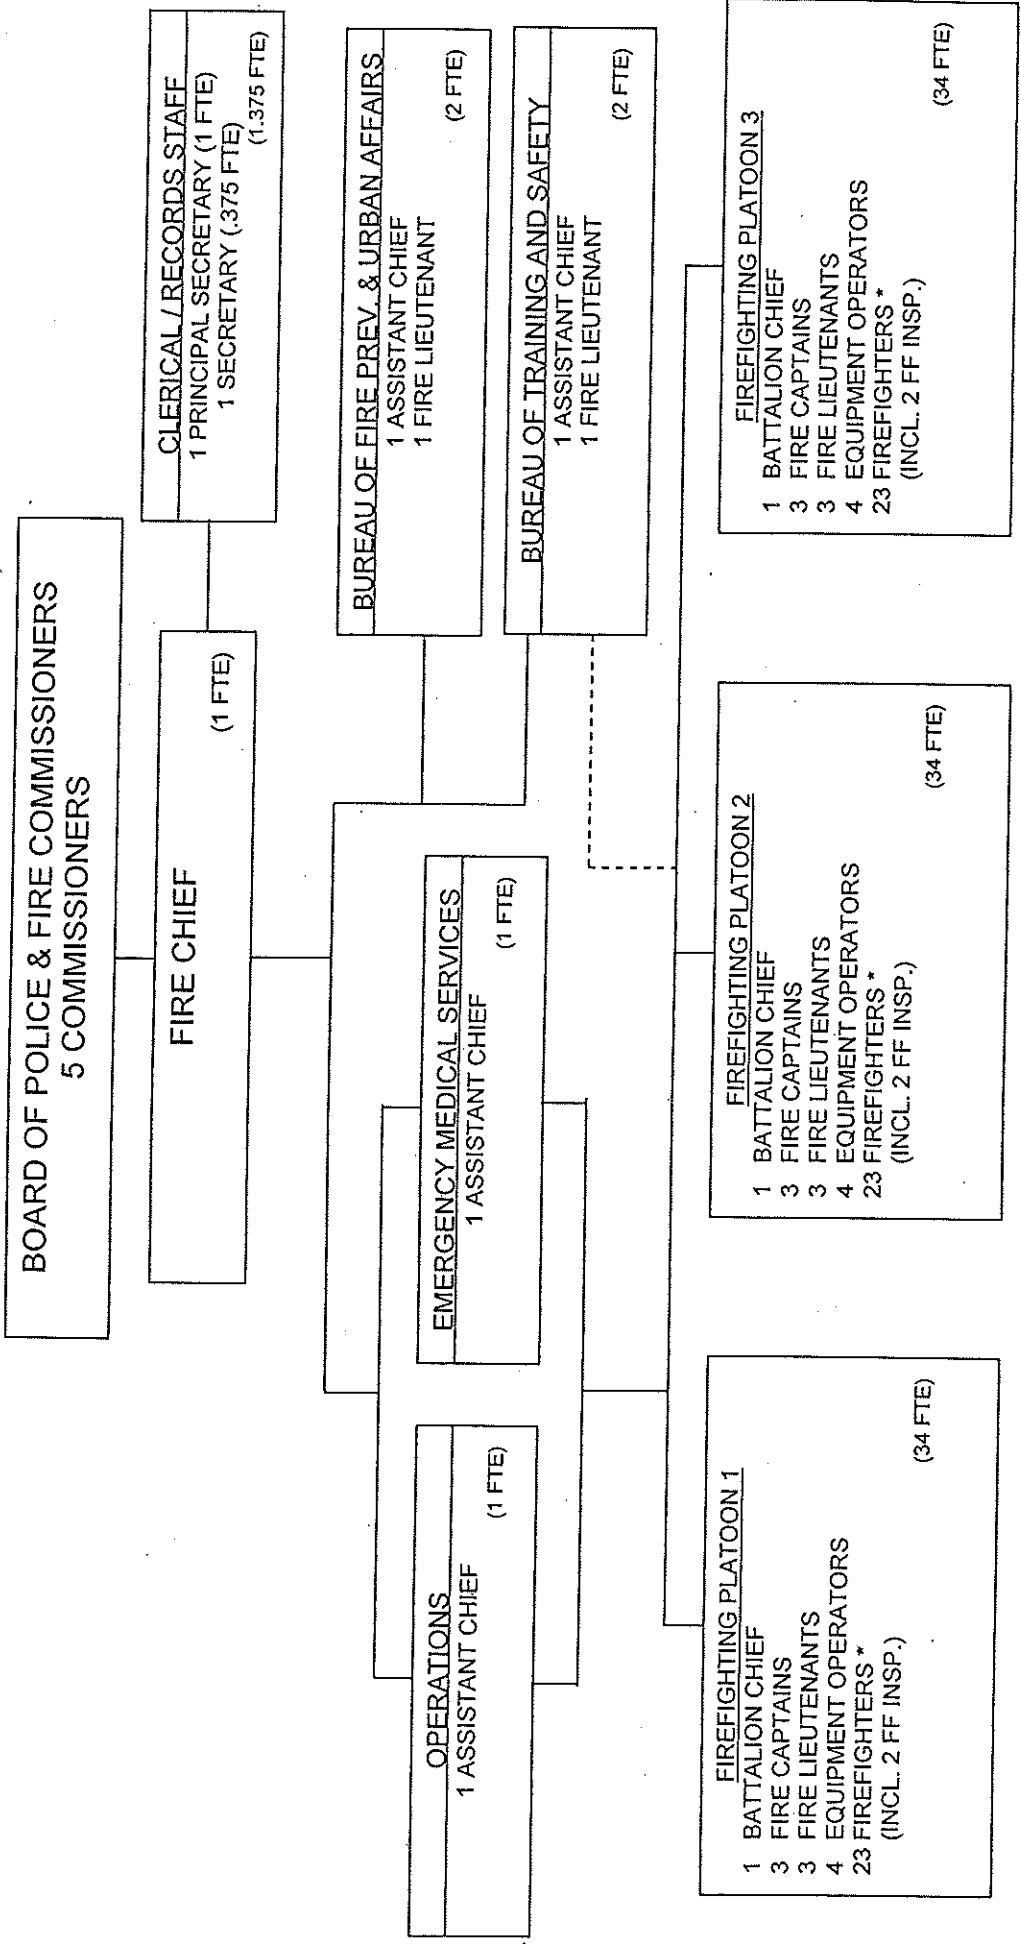 BOARD OF POLICE & FIRE COMMISSIONERS
5 COMMISSIONERS
FIRE CHIEF
(1 FTE)
CLERICAL / RECORDS STAFF
1 PRINCIPAL SECRETARY (1 FTE)
1 SECRETARY (.375 FTE)
(1.375 FTE)
BUREAU OF FIRE PREV. & URBAN AFFAIRS
1 ASSISTANT CHIEF
1 FIRE LIEUTENANT
(2 FTE)
BUREAU OF TRAINING AND SAFETY
1 ASSISTANT CHIEF
1 FIRE LIEUTENANT
(2 FTE)
OPERATIONS
1 ASSISTANT CHIEF
(1 FTE)
EMERGENCY MEDICAL SERVICES
1 ASSISTANT CHIEF
(1 FTE)
FIREFIGHTING PLATOON 1
1 BATTALION CHIEF
3 FIRE CAPTAINS
3 FIRE LIEUTENANTS
4 EQUIPMENT OPERATORS
23 FIREFIGHTERS *
(INCL. 2 FF INSP.)
(34 FTE)
FIREFIGHTING PLATOON 2
1 BATTALION CHIEF
3 FIRE CAPTAINS
3 FIRE LIEUTENANTS
4 EQUIPMENT OPERATORS
23 FIREFIGHTERS *
(INCL. 2 FF INSP.)
(34 FTE)
FIREFIGHTING PLATOON 3
1 BATTALION CHIEF
3 FIRE CAPTAINS
3 FIRE LIEUTENANTS
4 EQUIPMENT OPERATORS
23 FIREFIGHTERS *
(INCL. 2 FF INSP.)
(34 FTE)